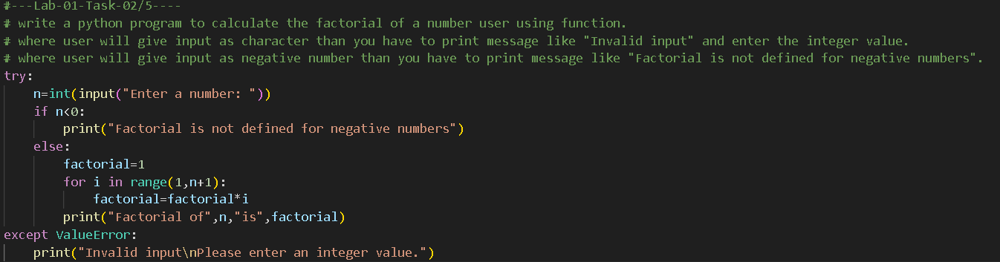 #---Lab-01-Task-02/5----
# write a python program to calculate the factorial of a number user using function.
# where user will give input as character than you have to print message like "Invalid input" and enter the integer value.
# where user will give input as negative number than you have to print message like "Factorial is not defined for negative numbers".
try:
    n=int(input("Enter a number: "))
    if n<0:
        print("Factorial is not defined for negative numbers")
    else:
        factorial=1
        for i in range(1,n+1):
            factorial=factorial*i
        print("Factorial of",n,"is",factorial)
except ValueError:
    print("Invalid input\nPlease enter an integer value.")